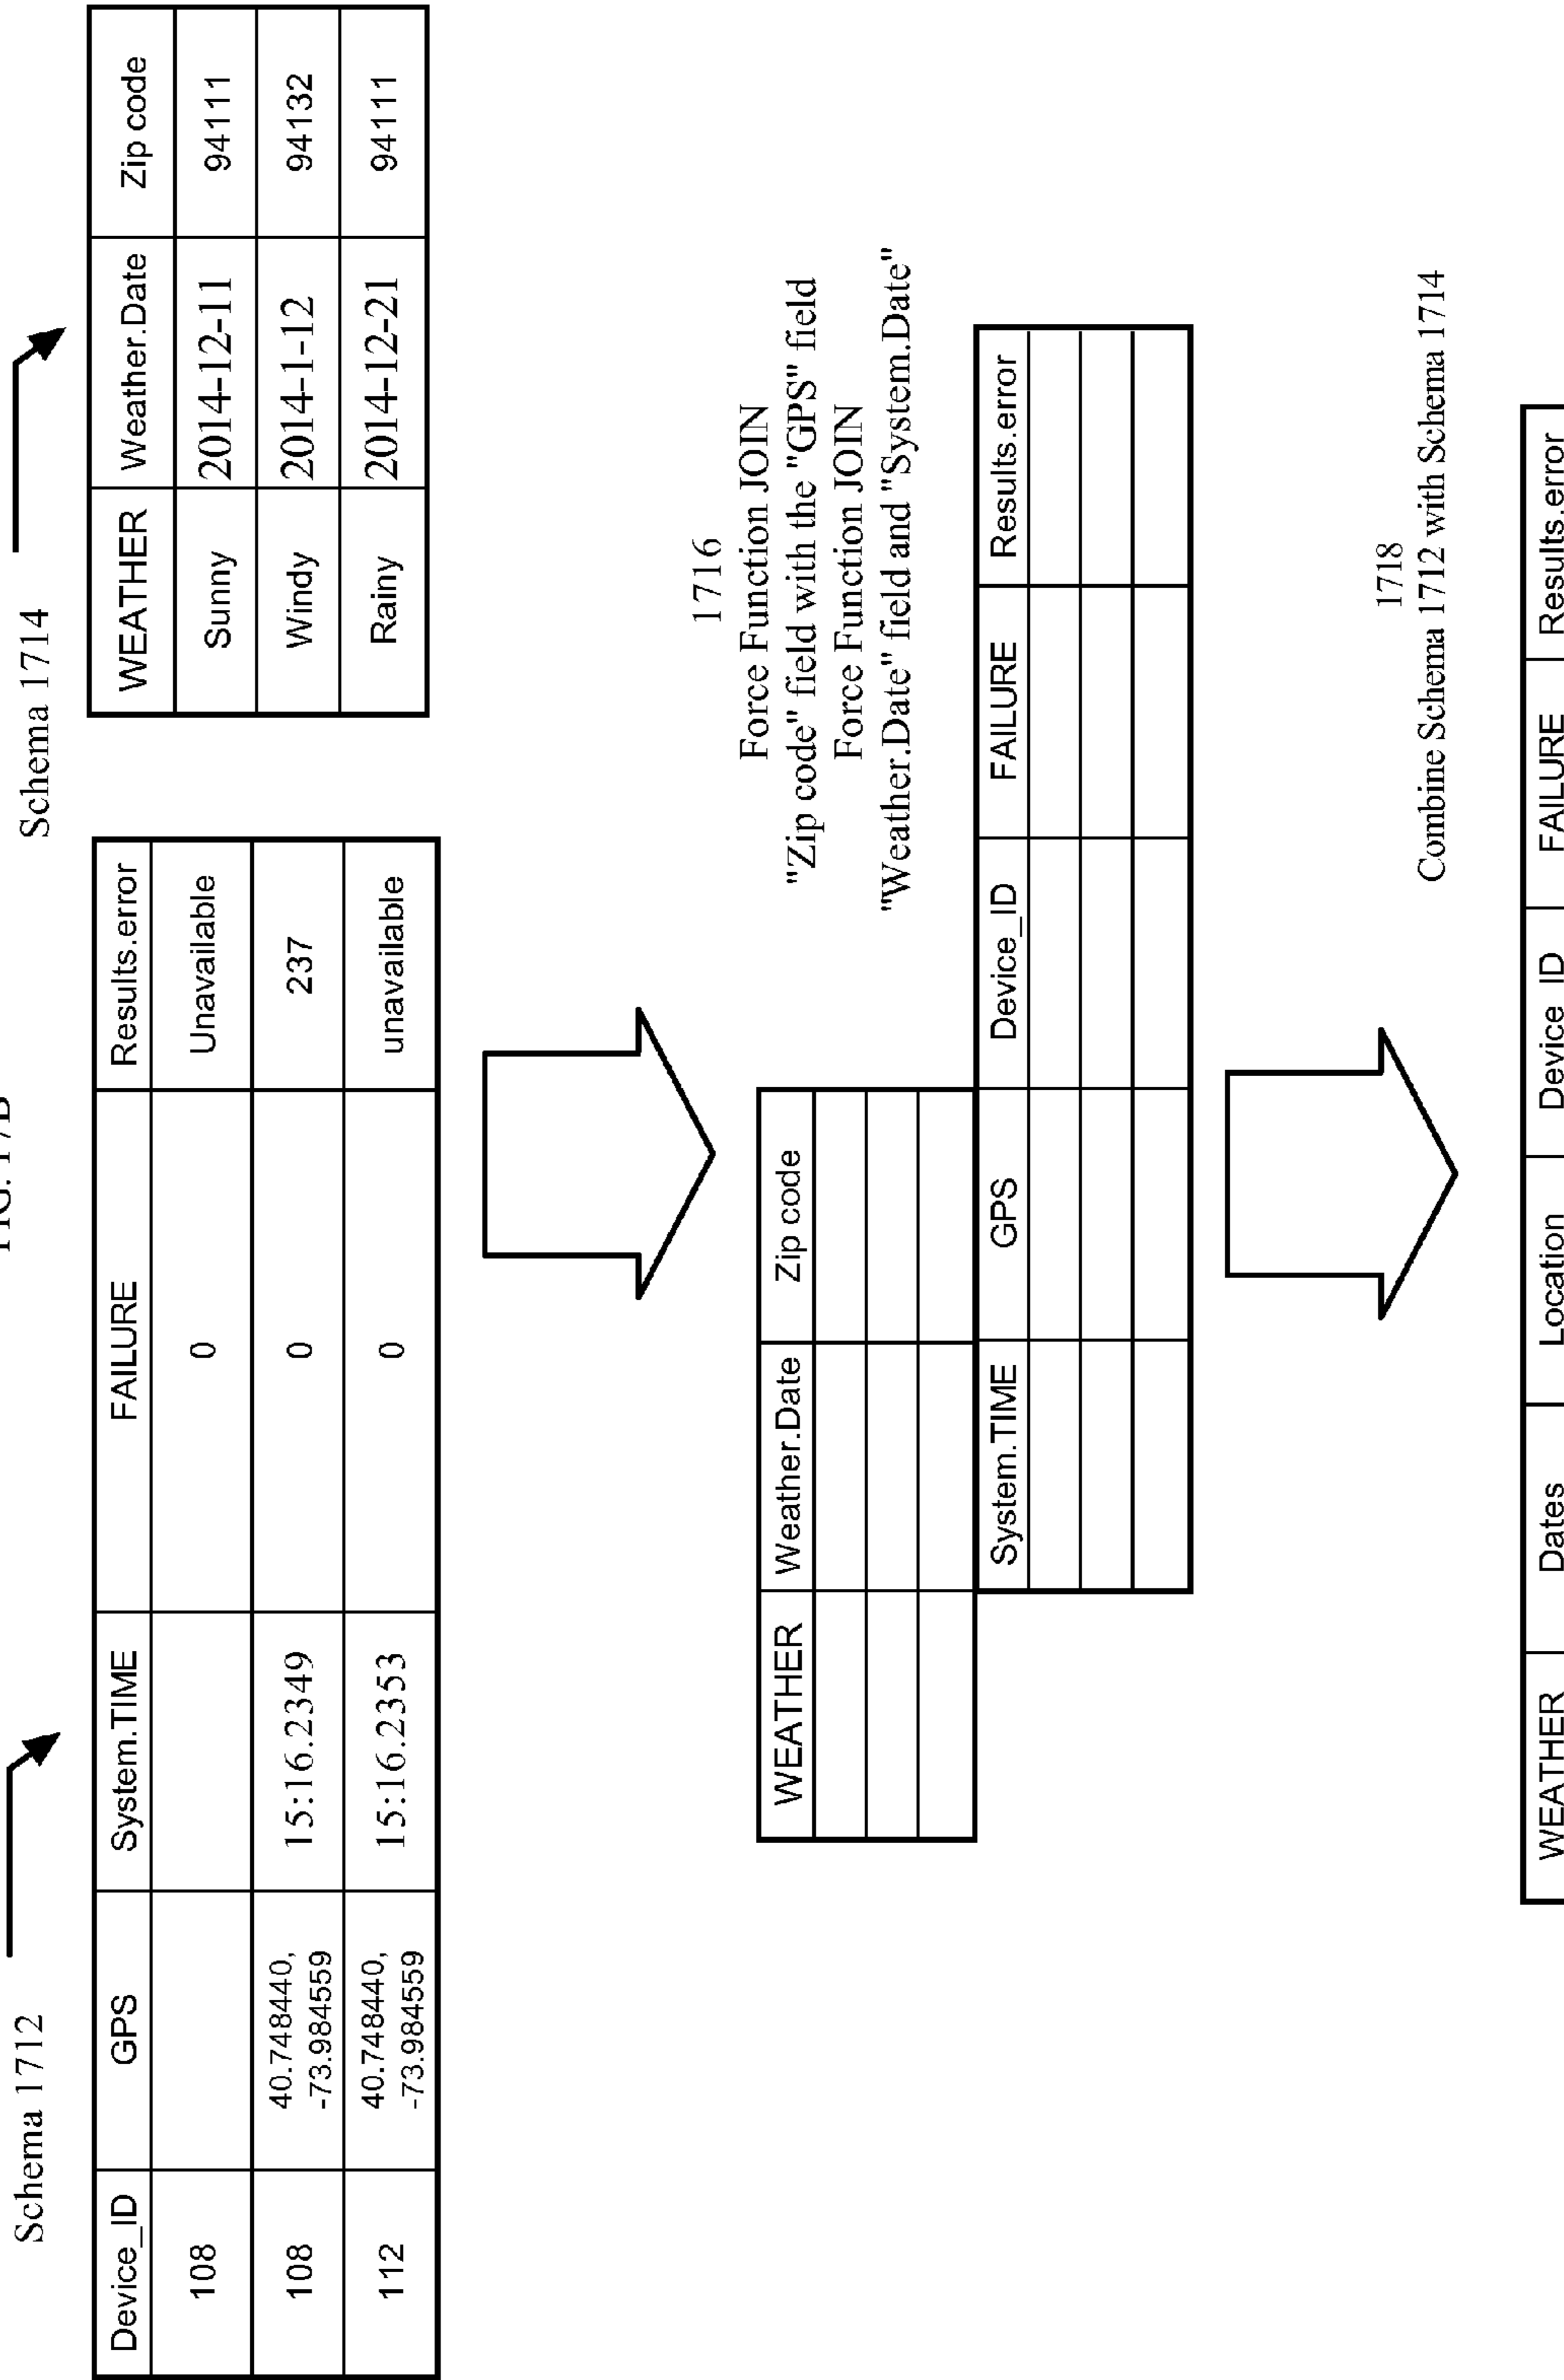 FIG. 17B
Schema 1712
Schema 1714
Device_ID GPS System.TIME FAILURE Results.error
108 0 Unavailable
108 40.748440, -73.984559 15:16.2349 0 237
112 40.748440, -73.984559 15:16.2353 0 unavailable
WEATHER Weather.Date Zip code
Sunny 2014-12-11 94111
Windy 2014-1-12 94132
Rainy 2014-12-21 94111
1716
Force Function JOIN
"Zip code" field with the "GPS" field
Force Function JOIN
"Weather.Date" field and "System.Date"
WEATHER Weather.Date Zip code
System.TIME GPS Device_ID FAILURE Results.error
1718
Combine Schema 1712 with Schema 1714
WEATHER Dates Location Device_ID FAILURE Results.error